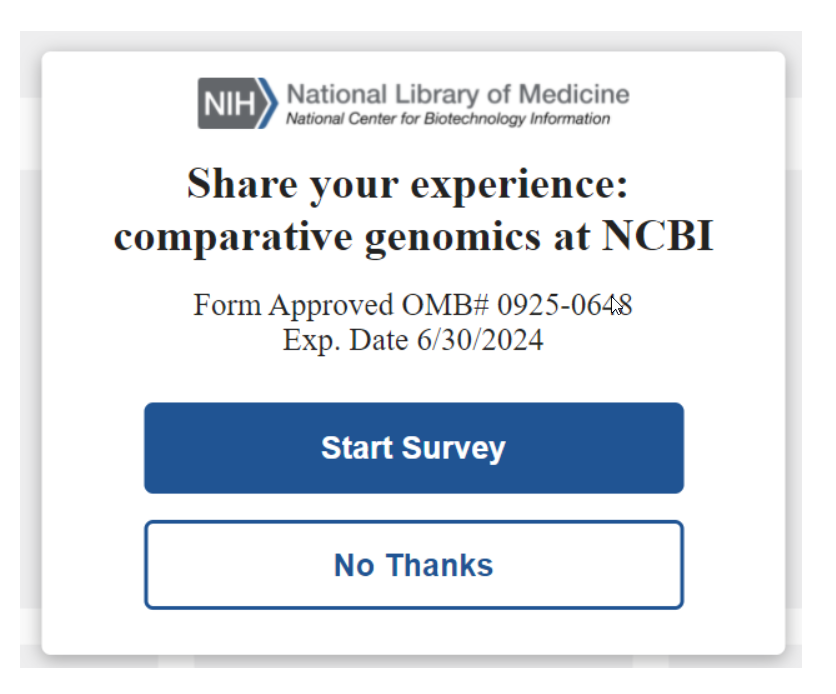 NIH
National Library of Medicine
National Center for Biotechnology Information
Share your experience:
comparative genomics at NCBI
Form Approved OMB# 0925-0648
Exp. Date 6/30/2024
Start Survey
No Thanks